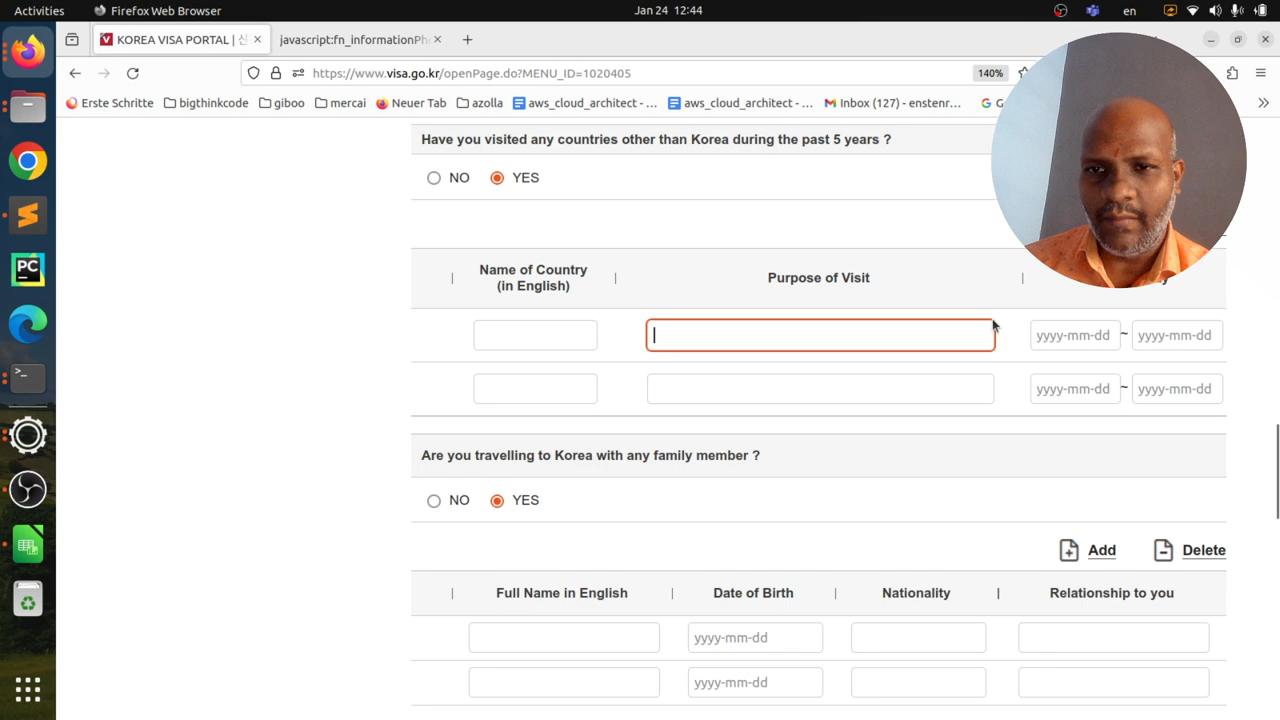 Activities
Firefox Web Browser
Jan 24 12:44
en
KOREA VISA PORTAL | 신
javascript:fn_informationPh
https://www.visa.go.kr/openPage.do?MENU_ID=1020405
140%
Erste Schritte
bigthinkcode
giboo
mercai
Neuer Tab
azolla
aws_cloud_architect - ...
aws_cloud_architect - ...
Inbox (127) - enstenr...
Have you visited any countries other than Korea during the past 5 years ?
NO
YES
| Name of Country (in English) | Purpose of Visit |
yyyy-mm-dd ~ yyyy-mm-dd
yyyy-mm-dd ~ yyyy-mm-dd
Are you travelling to Korea with any family member ?
NO
YES
Add
Delete
| Full Name in English | Date of Birth | Nationality | Relationship to you
yyyy-mm-dd
yyyy-mm-dd
PC